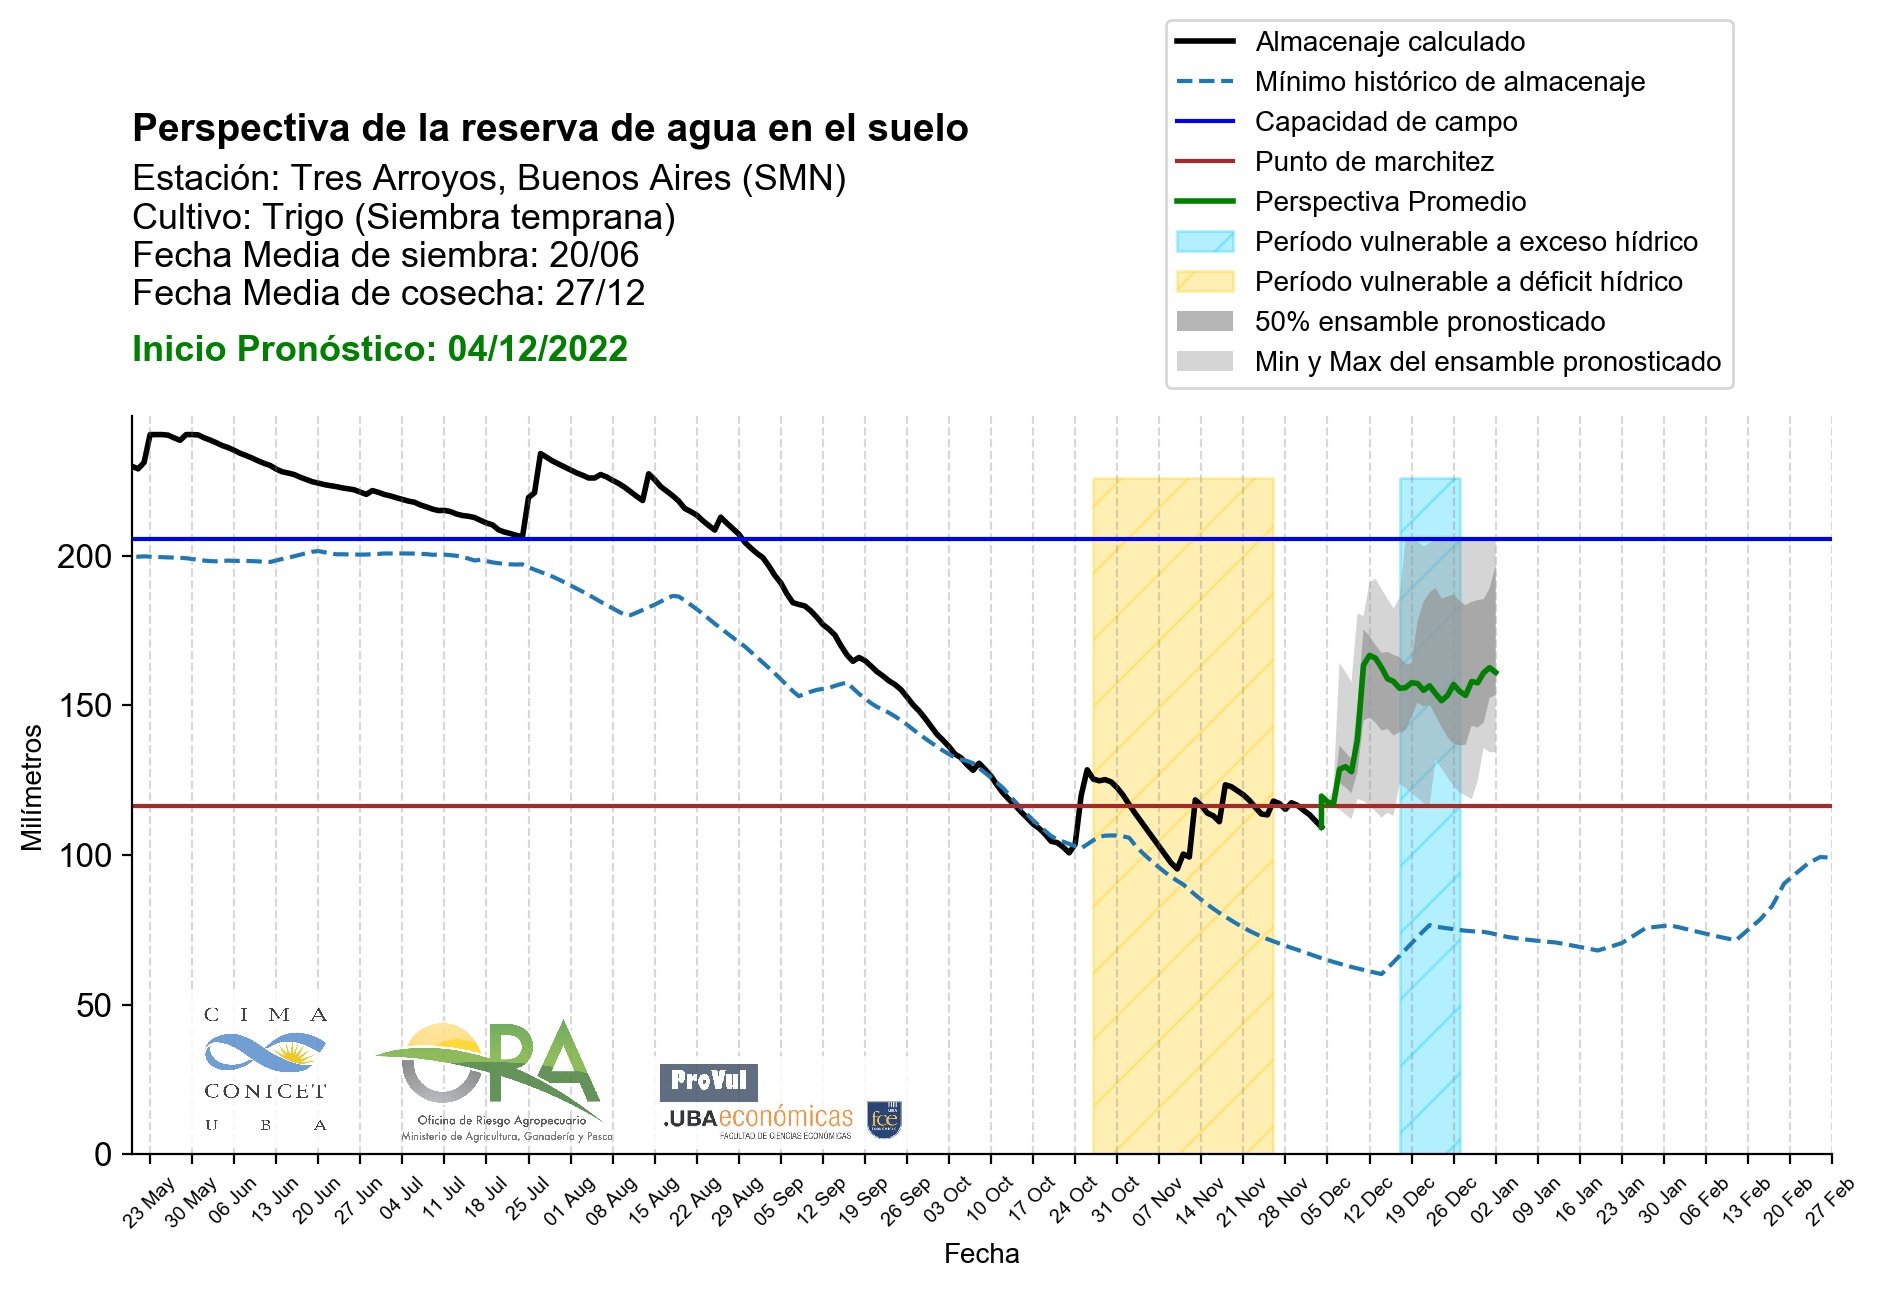 Almacenaje calculado
Mínimo histórico de almacenaje
Capacidad de campo
Punto de marchitez
Perspectiva Promedio
Período vulnerable a exceso hídrico
Período vulnerable a déficit hídrico
50% ensamble pronosticado
Min y Max del ensamble pronosticado
Perspectiva de la reserva de agua en el suelo
Estación: Tres Arroyos, Buenos Aires (SMN)
Cultivo: Trigo (Siembra temprana)
Fecha Media de siembra: 20/06
Fecha Media de cosecha: 27/12
Inicio Pronóstico: 04/12/2022
Milímetros
200
150
100
50
0
CIMA
CONICET
UBA
ORA
Oficina de Riesgo Agropecuario
Ministerio de Agricultura, Ganadería y Pesca
ProVul
.UBAeconómicas
FACULTAD DE CIENCIAS ECONÓMICAS
UBA
fce
ECONÓMICAS
23 May
30 May
06 Jun
13 Jun
20 Jun
27 Jun
04 Jul
11 Jul
18 Jul
25 Jul
01 Aug
08 Aug
15 Aug
22 Aug
29 Aug
05 Sep
12 Sep
19 Sep
26 Sep
03 Oct
10 Oct
17 Oct
24 Oct
31 Oct
07 Nov
14 Nov
21 Nov
28 Nov
05 Dec
12 Dec
19 Dec
26 Dec
02 Jan
09 Jan
16 Jan
23 Jan
30 Jan
06 Feb
13 Feb
20 Feb
27 Feb
Fecha